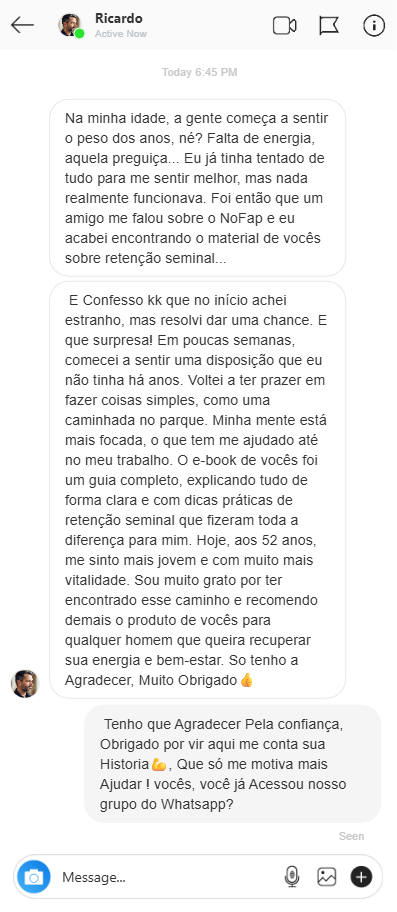 Ricardo
Active Now
Today 6:45 PM
Na minha idade, a gente começa a sentir
o peso dos anos, né? Falta de energia,
aquela preguiça... Eu já tinha tentado de
tudo para me sentir melhor, mas nada
realmente funcionava. Foi então que um
amigo me falou sobre o NoFap e eu
acabei encontrando o material de vocês
sobre retenção seminal...
E Confesso kk que no início achei
estranho, mas resolvi dar uma chance. E
que surpresa! Em poucas semanas,
comecei a sentir uma disposição que eu
não tinha há anos. Voltei a ter prazer em
fazer coisas simples, como uma
caminhada no parque. Minha mente está
mais focada, o que tem me ajudado até
no meu trabalho. O e-book de vocês foi
um guia completo, explicando tudo de
forma clara e com dicas práticas de
retenção seminal que fizeram toda a
diferença para mim. Hoje, aos 52 anos,
me sinto mais jovem e com muito mais
vitalidade. Sou muito grato por ter
encontrado esse caminho e recomendo
demais o produto de vocês para
qualquer homem que queira recuperar
sua energia e bem-estar. So tenho a
Agradecer, Muito Obrigado👍
Tenho que Agradecer Pela confiança,
Obrigado por vir aqui me conta sua
Historia💪, Que só me motiva mais
Ajudar ! vocês, você já Acessou nosso
grupo do Whatsapp?
Seen
Message...